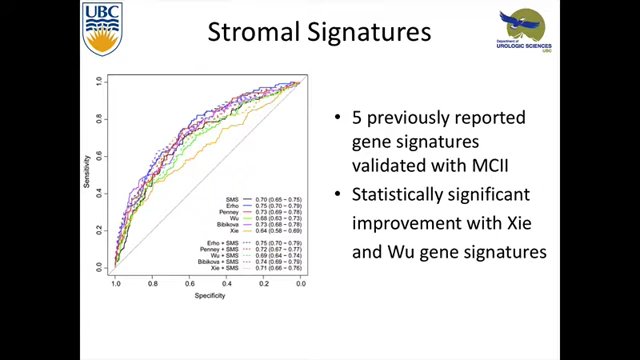 UBC
Stromal Signatures
Department of
UROLOGIC SCIENCES
UBC
Sensitivity
1.0
0.8
0.6
0.4
0.2
0.0
SMS 0.70 (0.65 – 0.75)
Erho 0.75 (0.70 – 0.79)
Penney 0.73 (0.69 – 0.78)
Wu 0.68 (0.63 – 0.73)
Bibikova 0.73 (0.68 – 0.78)
Xie 0.64 (0.58 – 0.69)
Erho + SMS 0.75 (0.70 – 0.79)
Penney + SMS 0.72 (0.67 – 0.77)
Wu + SMS 0.69 (0.64 – 0.74)
Bibikova + SMS 0.74 (0.69 – 0.79)
Xie + SMS 0.71 (0.66 – 0.76)
1.0 0.8 0.6 0.4 0.2 0.0
Specificity
• 5 previously reported
gene signatures
validated with MCII
• Statistically significant
improvement with Xie
and Wu gene signatures